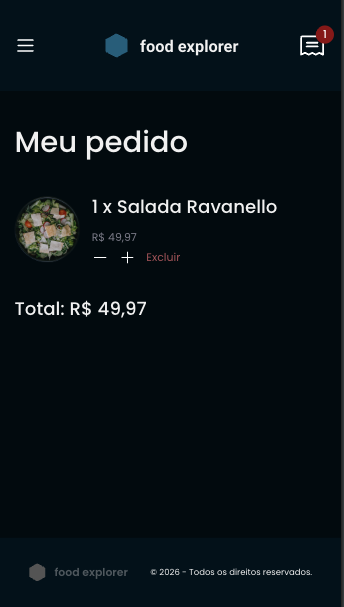 food explorer
1
Meu pedido
1 x Salada Ravanello
R$ 49,97
Excluir
Total: R$ 49,97
food explorer
© 2026 - Todos os direitos reservados.